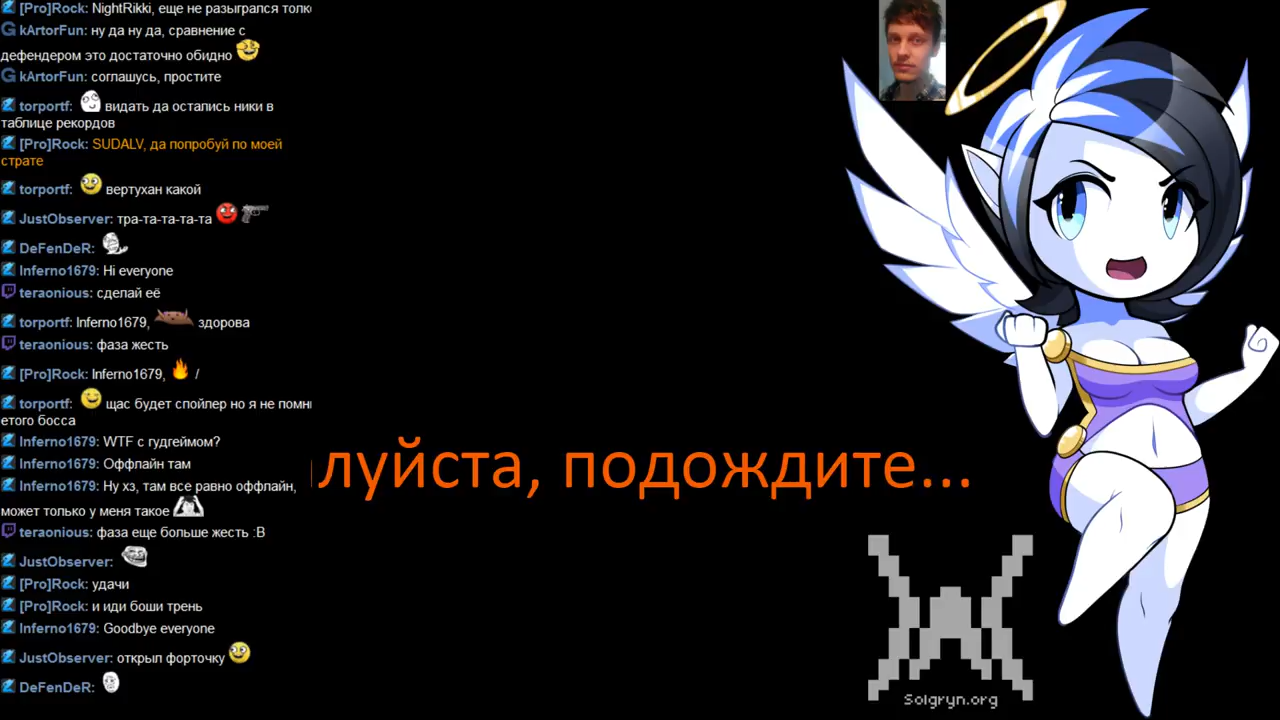 [Pro]Rock: NightRikki, еще не разыгрался
kArtorFun: ну да ну да, сравнение с
дефендером это достаточно обидно
kArtorFun: соглашусь, простите
torportf: видать да остались ники в
таблице рекордов
[Pro]Rock: SUDALV, да попробуй по моей
страте
torportf: вертухан какой
JustObserver: тра-та-та-та-та
DeFenDeR:
Inferno1679: Hi everyone
teraonious: сделай её
torportf: Inferno1679, здорова
teraonious: фаза жесть
[Pro]Rock: Inferno1679, /
torportf: щас будет спойлер но я не
етого босса
Inferno1679: WTF с гудгеймом?
Inferno1679: Оффлайн там
Inferno1679: Ну хз, там все равно оффлайн,
может только у меня такое
teraonious: фаза еще больше жесть :В
JustObserver:
[Pro]Rock: удачи
[Pro]Rock: и иди боши трень
Inferno1679: Goodbye everyone
JustObserver: открыл форточку
DeFenDeR:
луйста, подождите...
Solgryn.org